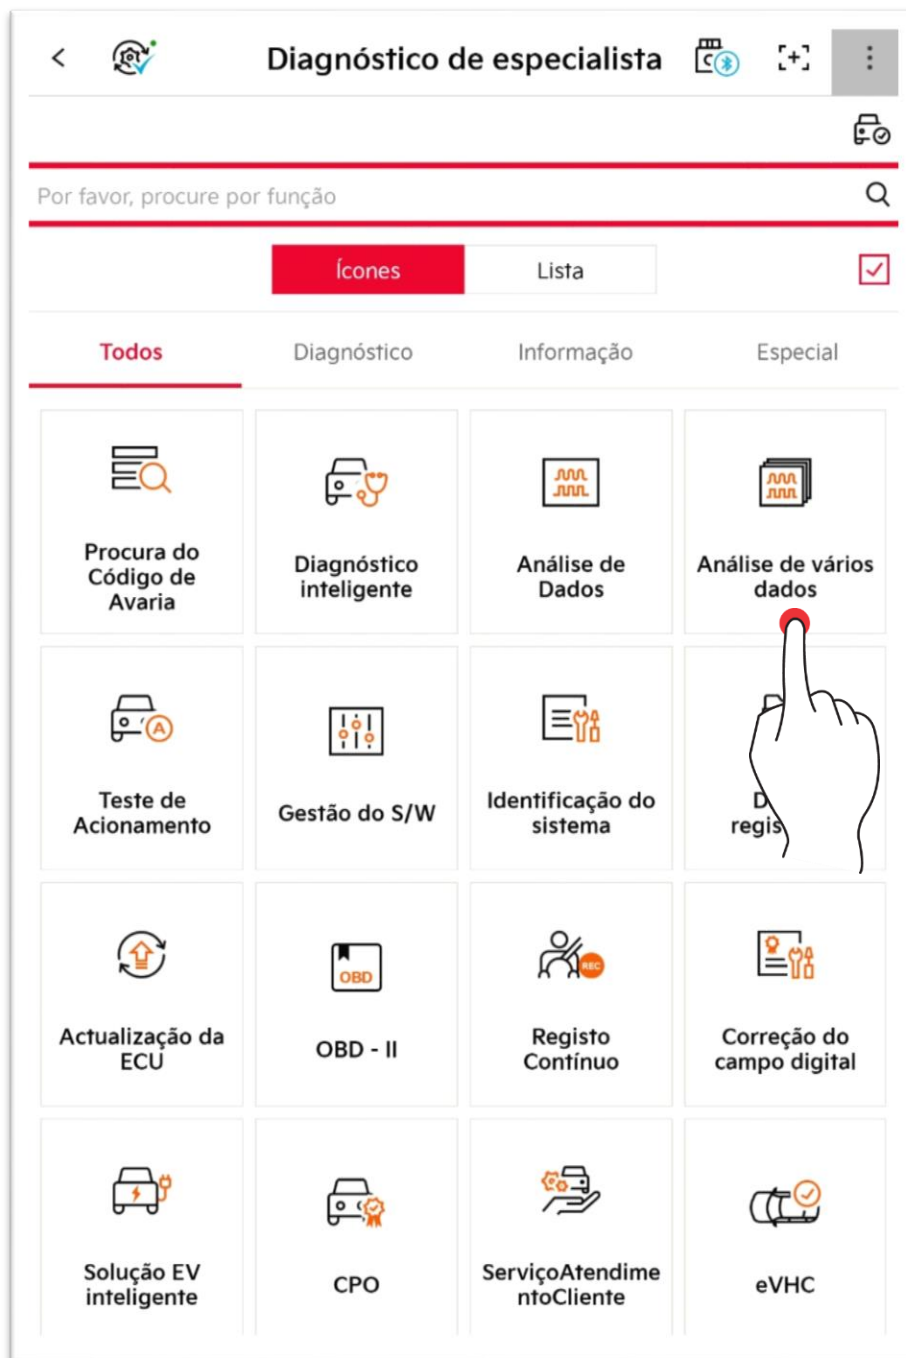 Diagnóstico de especialista
Por favor, procure por função
Ícones
Lista
Todos
Diagnóstico
Informação
Especial
Procura do
Código de
Avaria
Diagnóstico
inteligente
Análise de
Dados
Análise de vários
dados
Teste de
Acionamento
A
Gestão do S/W
Identificação do
sistema
Actualização da
ECU
OBD
OBD - II
REC
Registo
Contínuo
Correção do
campo digital
Solução EV
inteligente
CPO
ServiçoAtendime
ntoCliente
eVHC